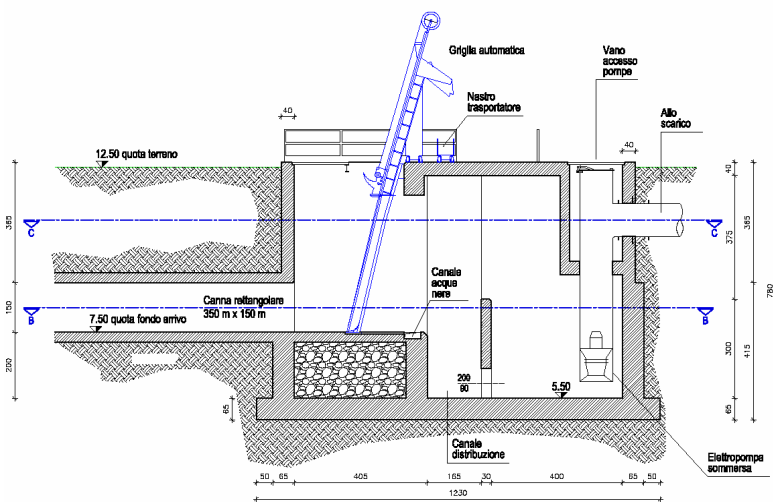 Griglia automatica
Vano
accesso
pompe
Nastro
trasportatore
Allo
scarico
40
40
12.50 quota terreno
40
385
375
385
780
C
C
Canale
acque
nere
Canna rettangolare
350 m x 150 m
100
B
B
7.50 quota fondo arrivo
200
300
415
200
90
5.50
65
65
Canale
distribuzione
Elettropompa
sommersa
50
65
405
165
30
400
65
50
1230